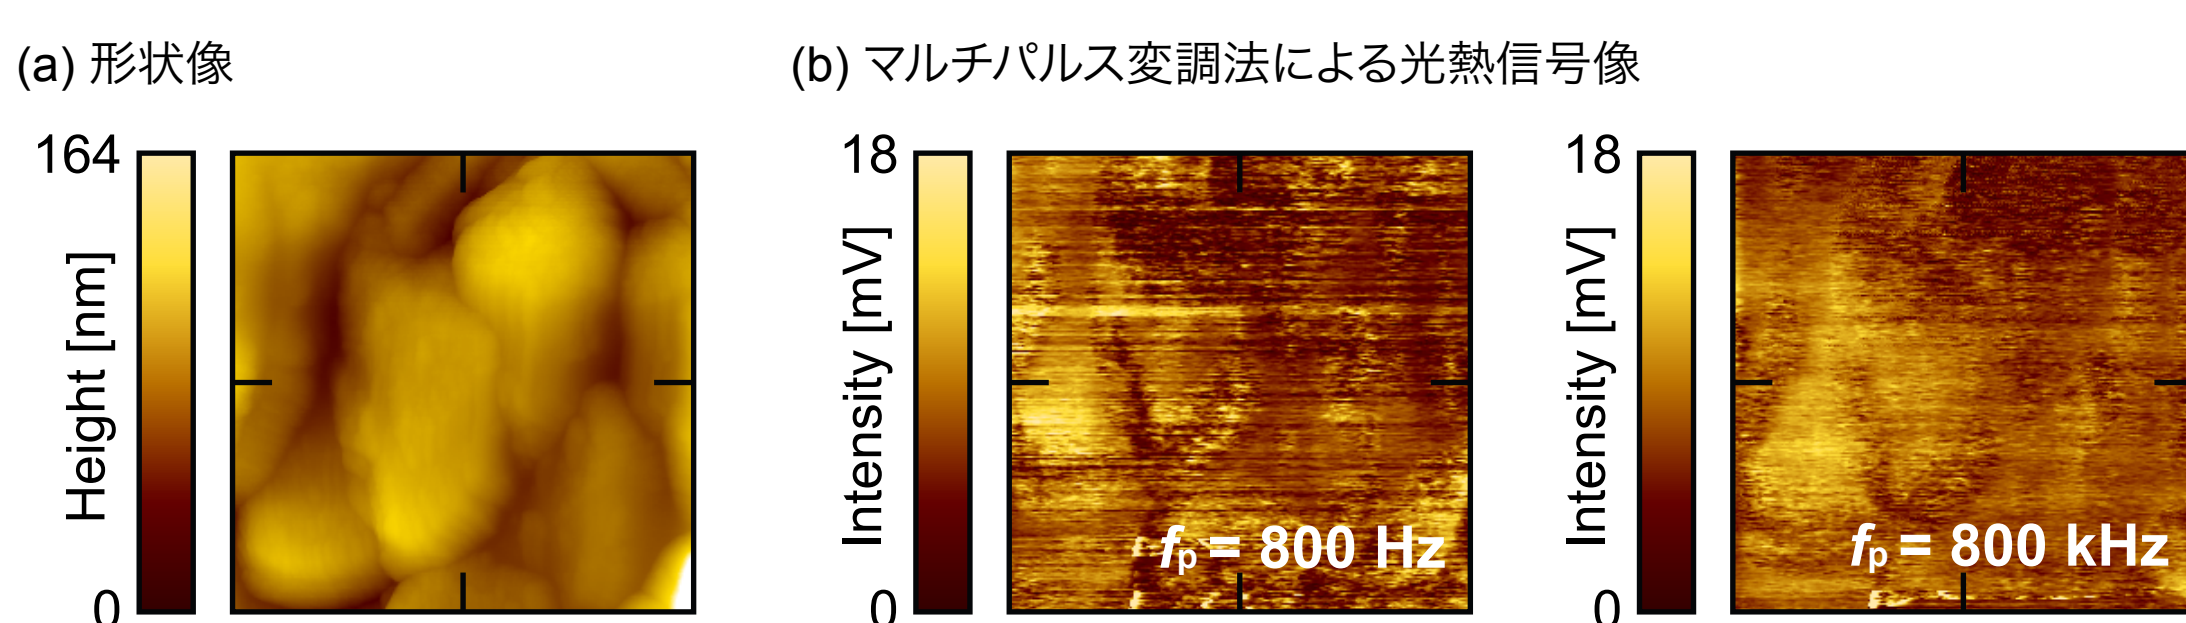 (a) 形状像
(b) マルチパルス変調法による光熱信号像
164
Height [nm]
0
18
Intensity [mV]
0
fp = 800 Hz
18
Intensity [mV]
0
fp = 800 kHz